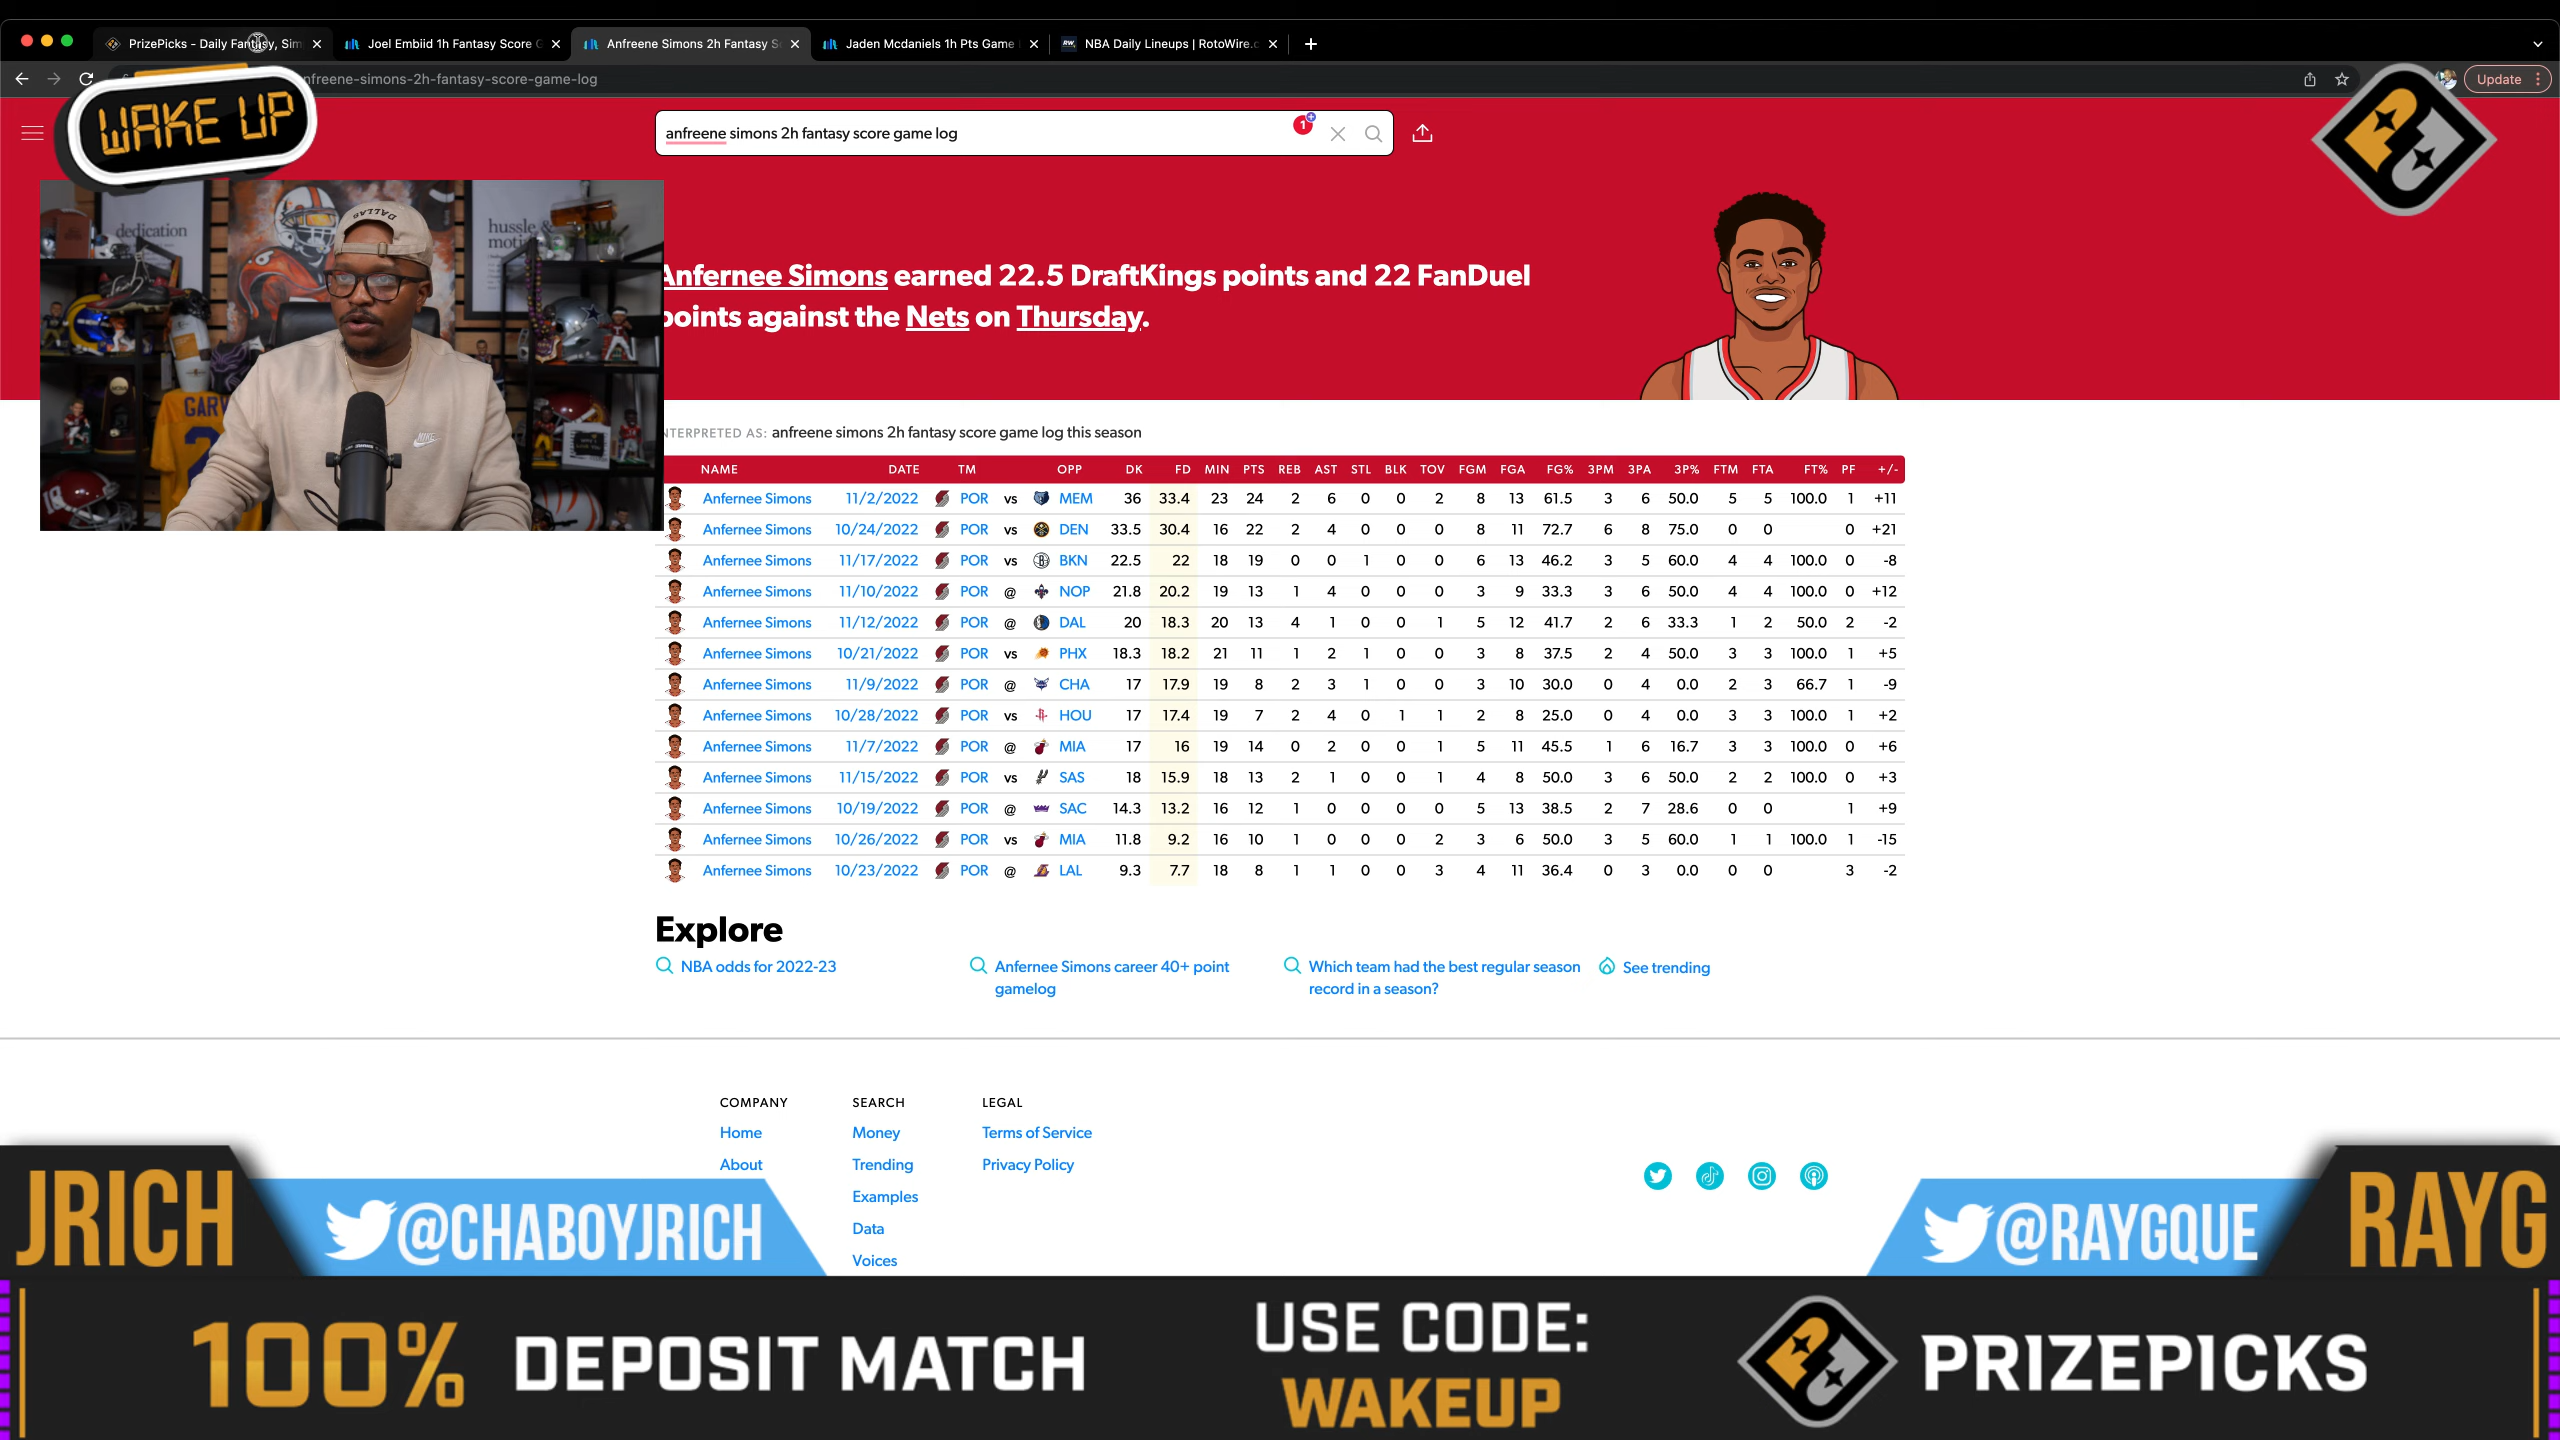 PrizePicks - Daily Fantasy, Sim
Joel Embiid 1h Fantasy Score G
Anfreene Simons 2h Fantasy S
Jaden Mcdaniels 1h Pts Game
RW NBA Daily Lineups | RotoWire.c
nfreene-simons-2h-fantasy-score-game-log
Update
WAKE UP
anfreene simons 2h fantasy score game log
1
dedication
hussle &
moti
DALLAS
GARY
NIKE
Anfernee Simons earned 22.5 DraftKings points and 22 FanDuel
points against the Nets on Thursday.
NTERPRETED AS: anfreene simons 2h fantasy score game log this season
NAME DATE TM OPP DK FD MIN PTS REB AST STL BLK TOV FGM FGA FG% 3PM 3PA 3P% FTM FTA FT% PF +/-
Anfernee Simons 11/2/2022 POR vs MEM 36 33.4 23 24 2 6 0 0 2 8 13 61.5 3 6 50.0 5 5 100.0 1 +11
Anfernee Simons 10/24/2022 POR vs DEN 33.5 30.4 16 22 2 4 0 0 0 8 11 72.7 6 8 75.0 0 0 0 +21
Anfernee Simons 11/17/2022 POR vs BKN 22.5 22 18 19 0 0 1 0 0 6 13 46.2 3 5 60.0 4 4 100.0 0 -8
Anfernee Simons 11/10/2022 POR @ NOP 21.8 20.2 19 13 1 4 0 0 0 3 9 33.3 3 6 50.0 4 4 100.0 0 +12
Anfernee Simons 11/12/2022 POR @ DAL 20 18.3 20 13 4 1 0 0 1 5 12 41.7 2 6 33.3 1 2 50.0 2 -2
Anfernee Simons 10/21/2022 POR vs PHX 18.3 18.2 21 11 1 2 1 0 0 3 8 37.5 2 4 50.0 3 3 100.0 1 +5
Anfernee Simons 11/9/2022 POR @ CHA 17 17.9 19 8 2 3 1 0 0 3 10 30.0 0 4 0.0 2 3 66.7 1 -9
Anfernee Simons 10/28/2022 POR vs HOU 17 17.4 19 7 2 4 0 1 1 2 8 25.0 0 4 0.0 3 3 100.0 1 +2
Anfernee Simons 11/7/2022 POR @ MIA 17 16 19 14 0 2 0 0 1 5 11 45.5 1 6 16.7 3 3 100.0 0 +6
Anfernee Simons 11/15/2022 POR vs SAS 18 15.9 18 13 2 1 0 0 1 4 8 50.0 3 6 50.0 2 2 100.0 0 +3
Anfernee Simons 10/19/2022 POR @ SAC 14.3 13.2 16 12 1 0 0 0 0 5 13 38.5 2 7 28.6 0 0 1 +9
Anfernee Simons 10/26/2022 POR vs MIA 11.8 9.2 16 10 1 0 0 0 2 3 6 50.0 3 5 60.0 1 1 100.0 1 -15
Anfernee Simons 10/23/2022 POR @ LAL 9.3 7.7 18 8 1 1 0 0 3 4 11 36.4 0 3 0.0 0 0 3 -2
Explore
NBA odds for 2022-23
Anfernee Simons career 40+ point
gamelog
Which team had the best regular season
record in a season?
See trending
COMPANY SEARCH LEGAL
Home Money Terms of Service
About Trending Privacy Policy
Examples
Data
Voices
JRICH @CHABOYJRICH
@RAYGQUE RAYG
100% DEPOSIT MATCH
USE CODE:
WAKEUP
PRIZEPICKS